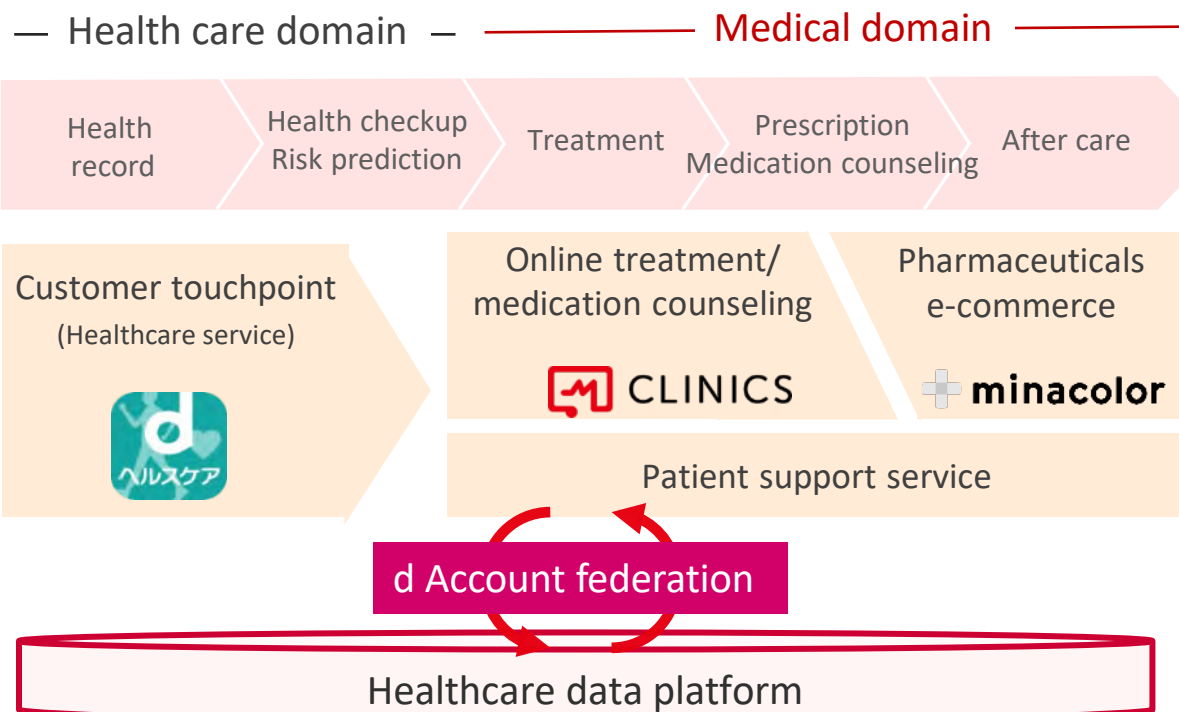 Health care domain
Medical domain
Health
record
Health checkup
Risk prediction
Treatment
Prescription
Medication counseling
After care
Customer touchpoint
(Healthcare service)
d
ヘルスケア
Online treatment/
medication counseling
CLINICS
Pharmaceuticals
e-commerce
minacolor
Patient support service
d Account federation
Healthcare data platform